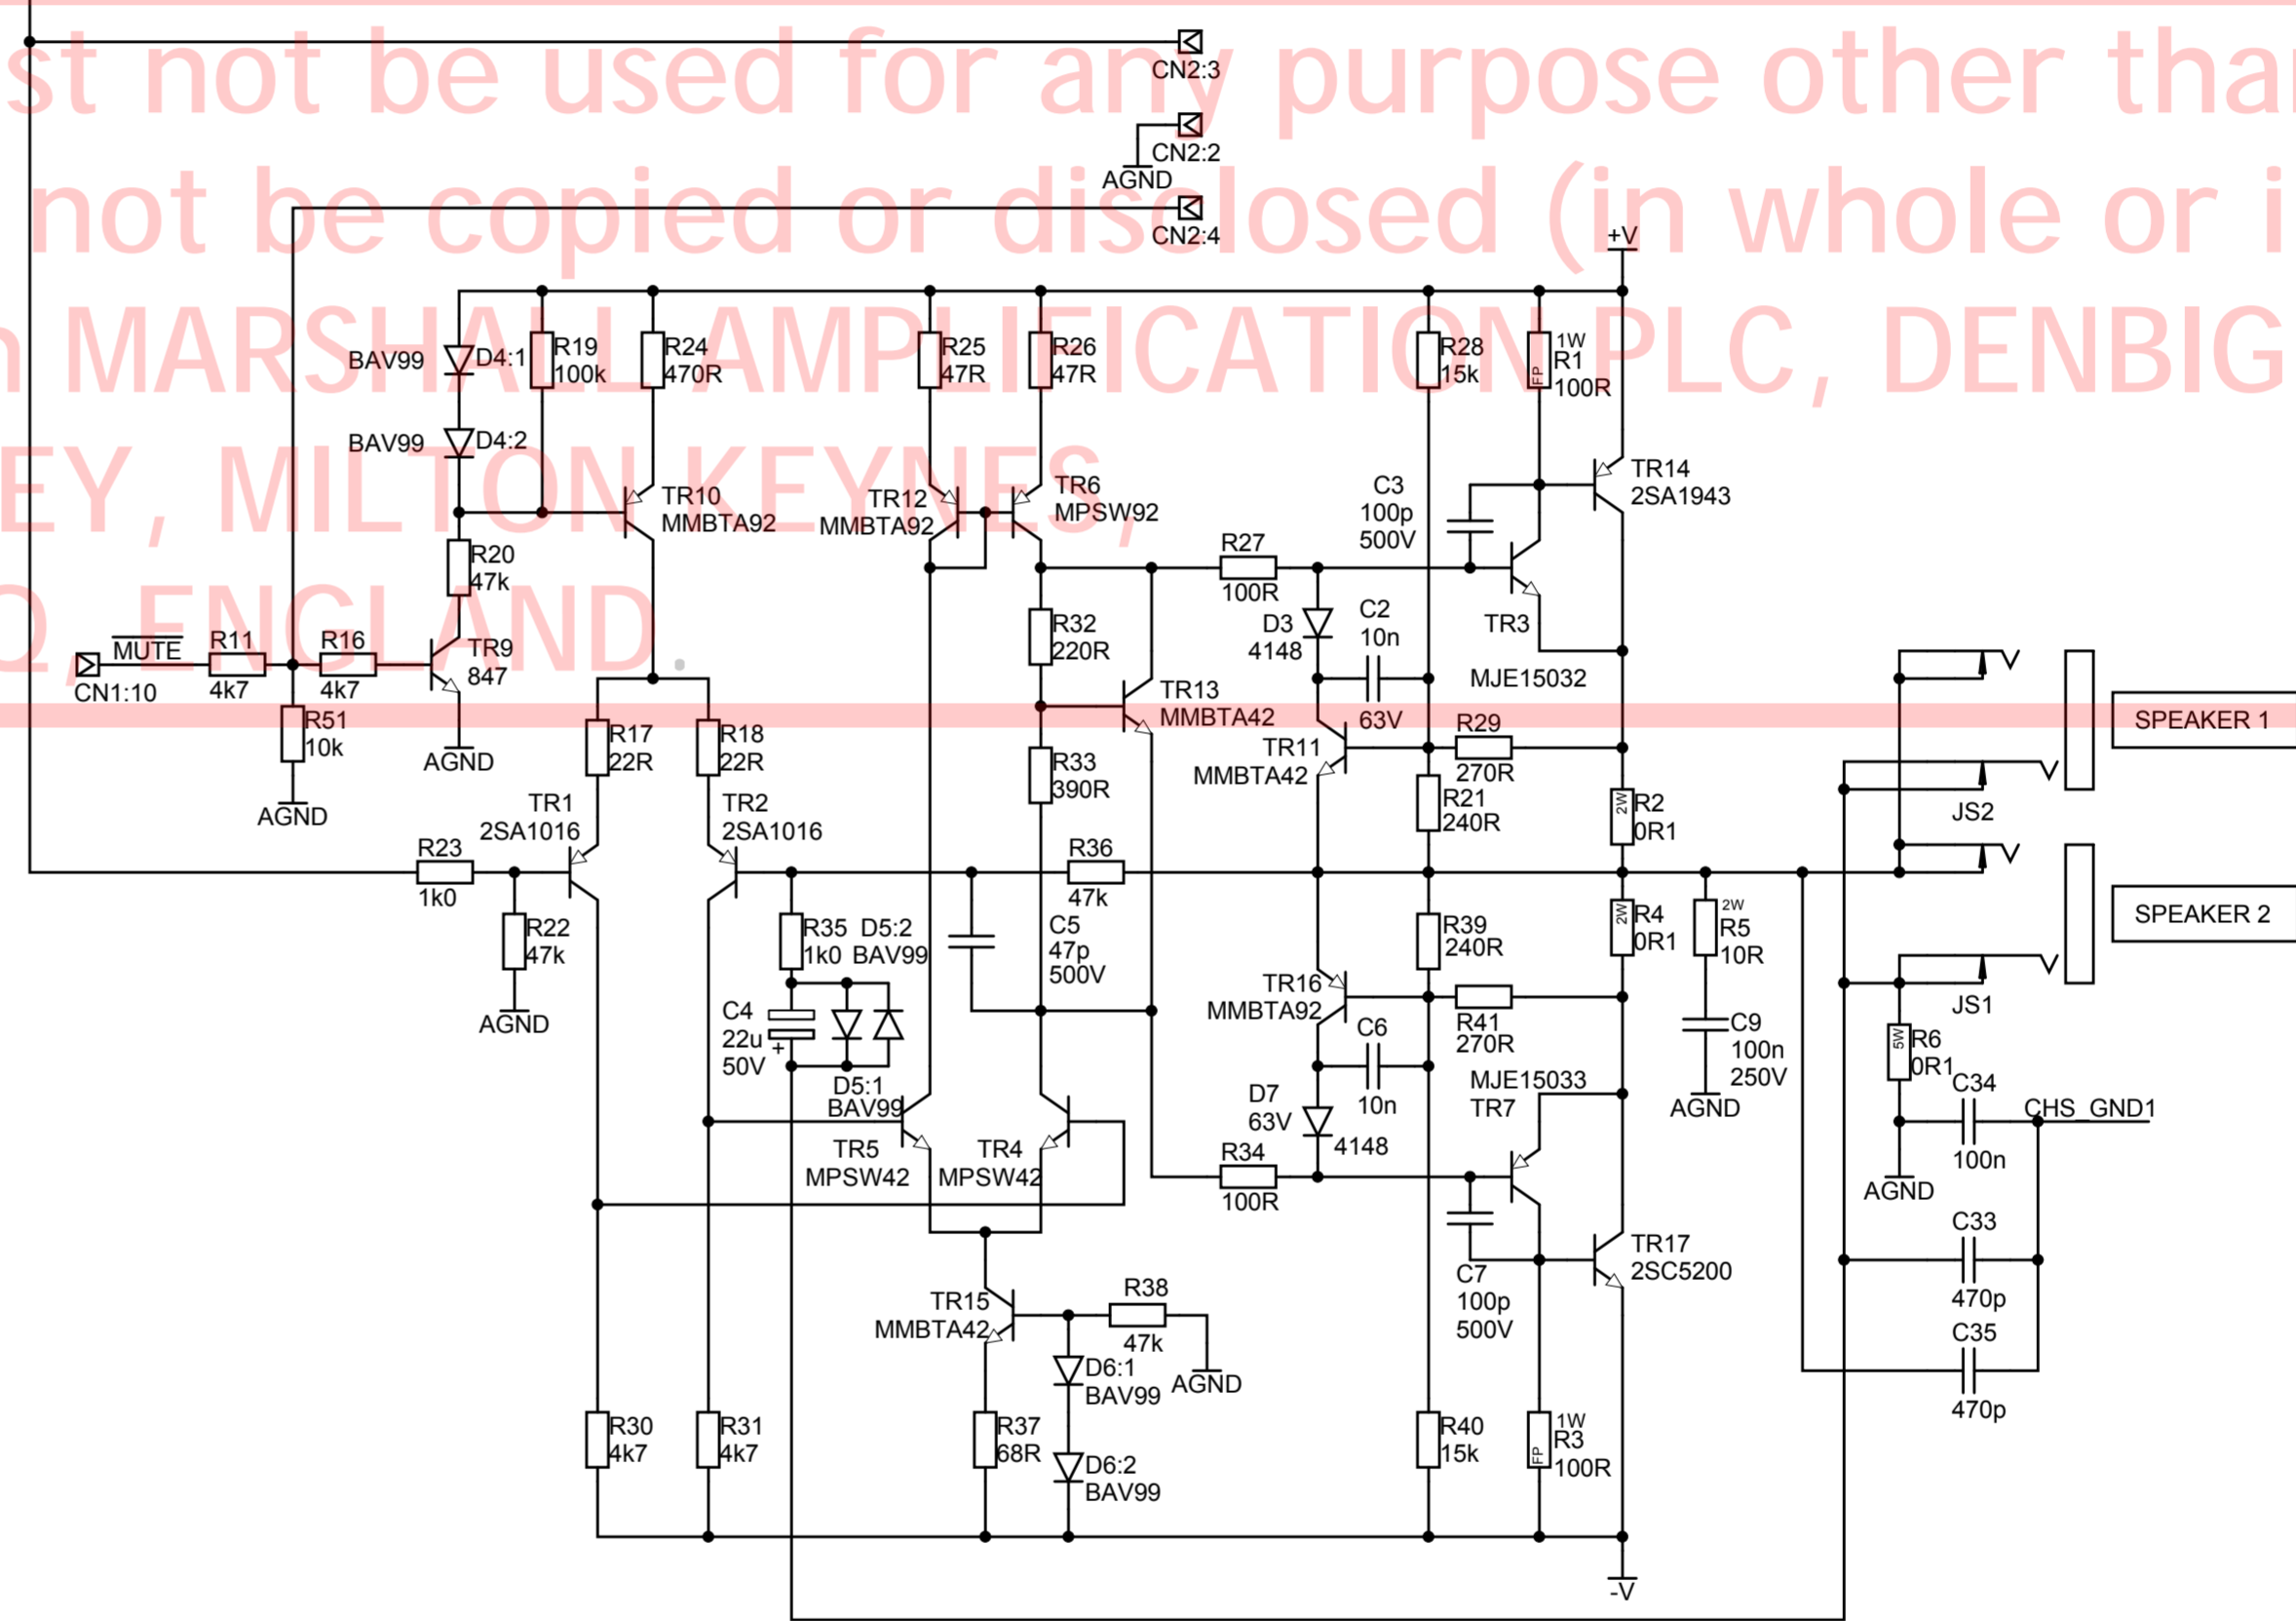 st not be used for any purpose other than
not be copied or disclosed (in whole or i
n MARSHALL AMPLIFICATION PLC, DENBIG
EY, MILTON KEYNES,
Q, ENGLAND.
CN2:3
CN2:2
AGND
CN2:4
+V
BAV99
D4:1
R19
100k
R24
470R
R25
47R
R26
47R
R28
15k
1W
R1
100R
FP
BAV99
D4:2
TR10
MMBTA92
TR12
MMBTA92
TR6
MPSW92
C3
100p
500V
TR14
2SA1943
R20
47k
R27
100R
TR3
MJE15032
MUTE
CN1:10
R11
4k7
R16
4k7
TR9
847
R51
10k
AGND
AGND
R32
220R
D3
4148
C2
10n
63V
TR13
MMBTA42
R17
22R
R18
22R
R33
390R
TR11
MMBTA42
R29
270R
R21
240R
2W
R2
0R1
SPEAKER 1
JS2
TR1
2SA1016
TR2
2SA1016
R23
1k0
R36
47k
R22
47k
AGND
R35
1k0
D5:2
BAV99
C5
47p
500V
R39
240R
2W
R4
0R1
2W
R5
10R
SPEAKER 2
JS1
C4
22u
50V
+
D5:1
BAV99
TR16
MMBTA92
C6
10n
R41
270R
C9
100n
250V
AGND
5W
R6
0R1
C34
100n
CHS_GND1
AGND
D7
63V
4148
MJE15033
TR7
TR5
MPSW42
TR4
MPSW42
R34
100R
C33
470p
C35
470p
C7
100p
500V
TR17
2SC5200
TR15
MMBTA42
R38
47k
AGND
D6:1
BAV99
D6:2
BAV99
R30
4k7
R31
4k7
R37
68R
R40
15k
1W
R3
100R
FP
-V